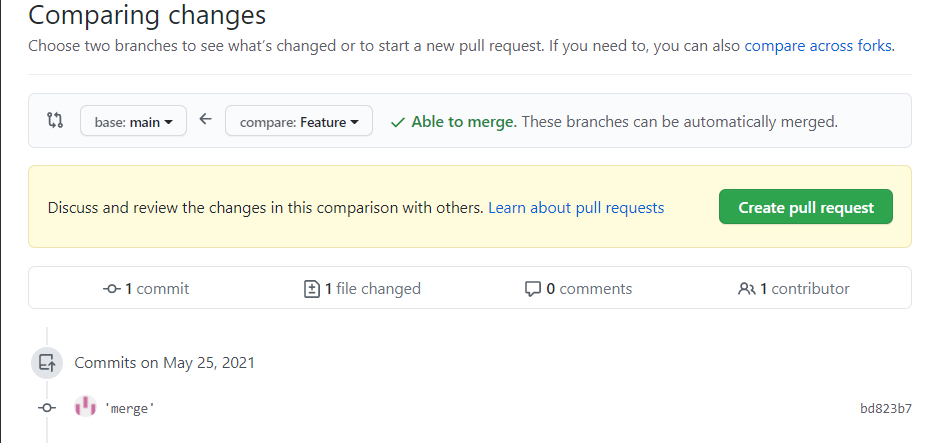 Comparing changes
Choose two branches to see what's changed or to start a new pull request. If you need to, you can also compare across forks.
base: main compare: Feature Able to merge. These branches can be automatically merged.
Discuss and review the changes in this comparison with others. Learn about pull requests Create pull request
1 commit 1 file changed 0 comments 1 contributor
Commits on May 25, 2021
'merge' bd823b7